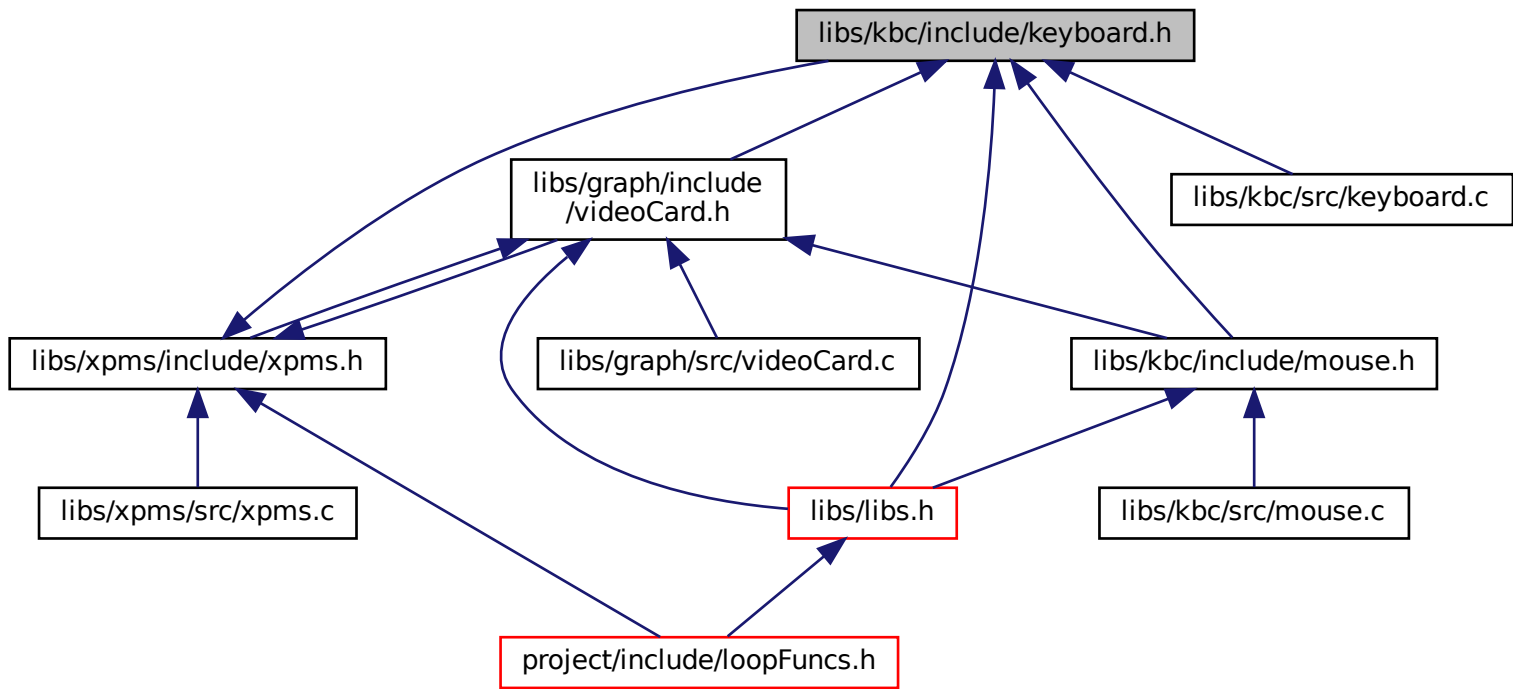 libs/kbc/include/keyboard.h
libs/graph/include
/videoCard.h
libs/kbc/src/keyboard.c
libs/xpms/include/xpms.h
libs/graph/src/videoCard.c
libs/kbc/include/mouse.h
libs/xpms/src/xpms.c
libs/libs.h
libs/kbc/src/mouse.c
project/include/loopFuncs.h